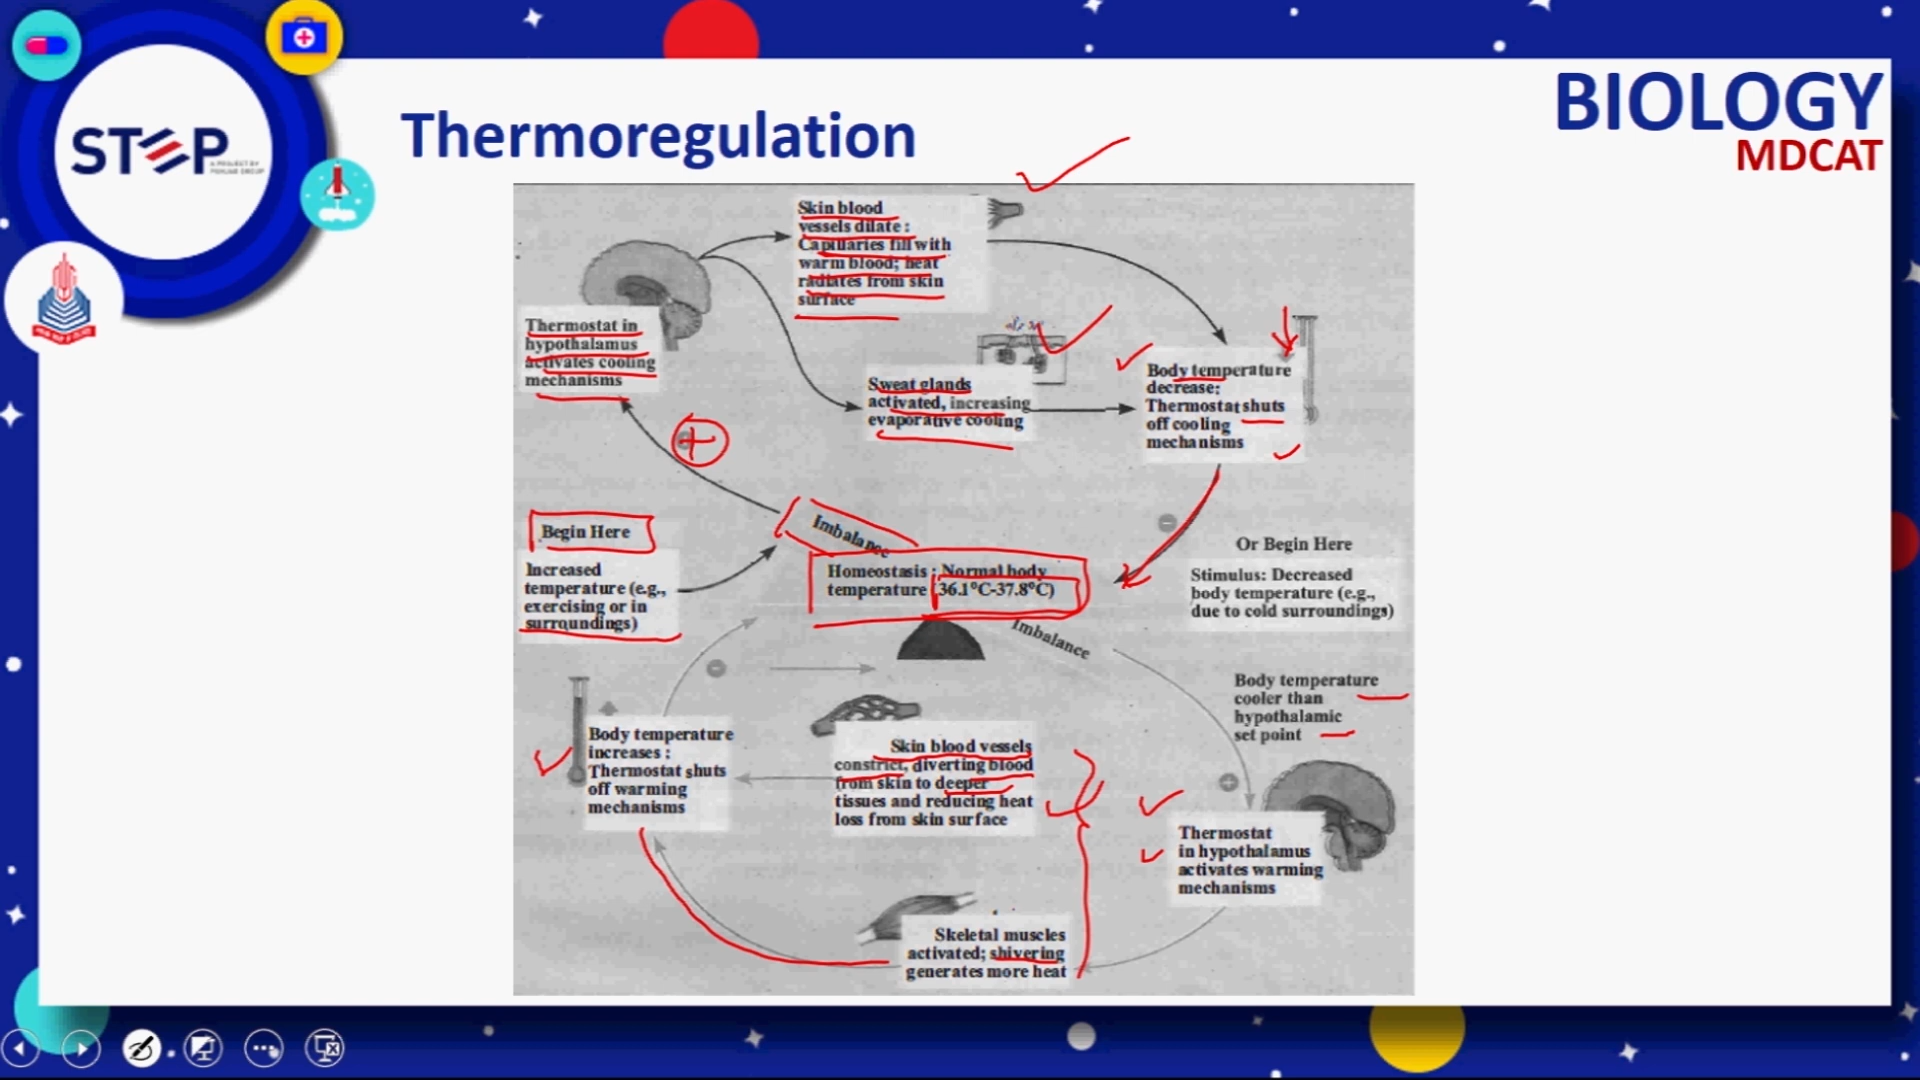 STEP
A PROJECT BY
PUNJAB GROUP
BIOLOGY
MDCAT
Thermoregulation
Skin blood
vessels dilate :
Capillaries fill with
warm blood; heat
radiates from skin
surface
Thermostat in
hypothalamus
activates cooling
mechanisms
Sweat glands
activated, increasing
evaporative cooling
Body temperature
decrease;
Thermostat shuts
off cooling
mechanisms
+
Begin Here
Increased
temperature (e.g.,
exercising or in
surroundings)
Imbalance
Homeostasis : Normal body
temperature (36.1°C-37.8°C)
Imbalance
−
Or Begin Here
Stimulus: Decreased
body temperature (e.g.,
due to cold surroundings)
Body temperature
cooler than
hypothalamic
set point
−
Body temperature
increases :
Thermostat shuts
off warming
mechanisms
Skin blood vessels
constrict, diverting blood
from skin to deeper
tissues and reducing heat
loss from skin surface
+
Thermostat
in hypothalamus
activates warming
mechanisms
Skeletal muscles
activated; shivering
generates more heat